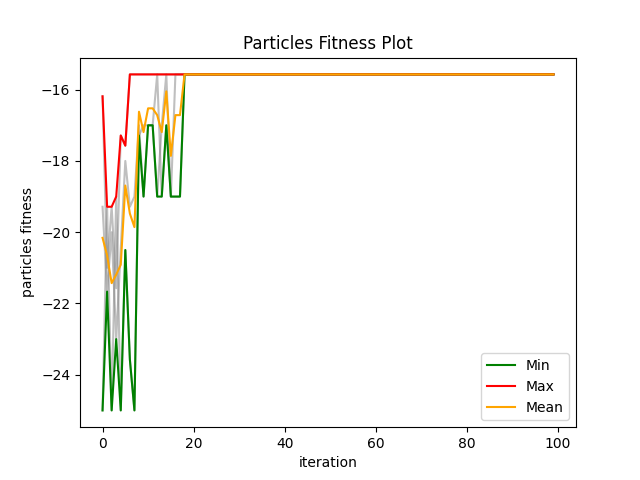 Particles Fitness Plot
particles fitness
−16
−18
−20
−22
−24
0 20 40 60 80 100
iteration
Min
Max
Mean